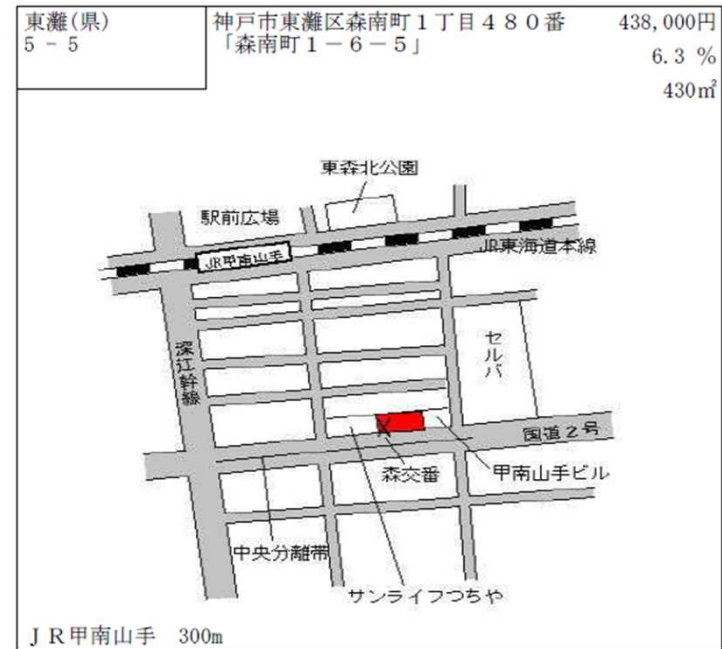 東灘(県)
5-5
神戸市東灘区森南町1丁目480番
「森南町1-6-5」
438,000円
6.3 %
430㎡
東森北公園
駅前広場
JR甲南山手
JR東海道本線
深江幹線
セルバ
国道2号
森交番
甲南山手ビル
中央分離帯
サンライフつちや
JR甲南山手 300m